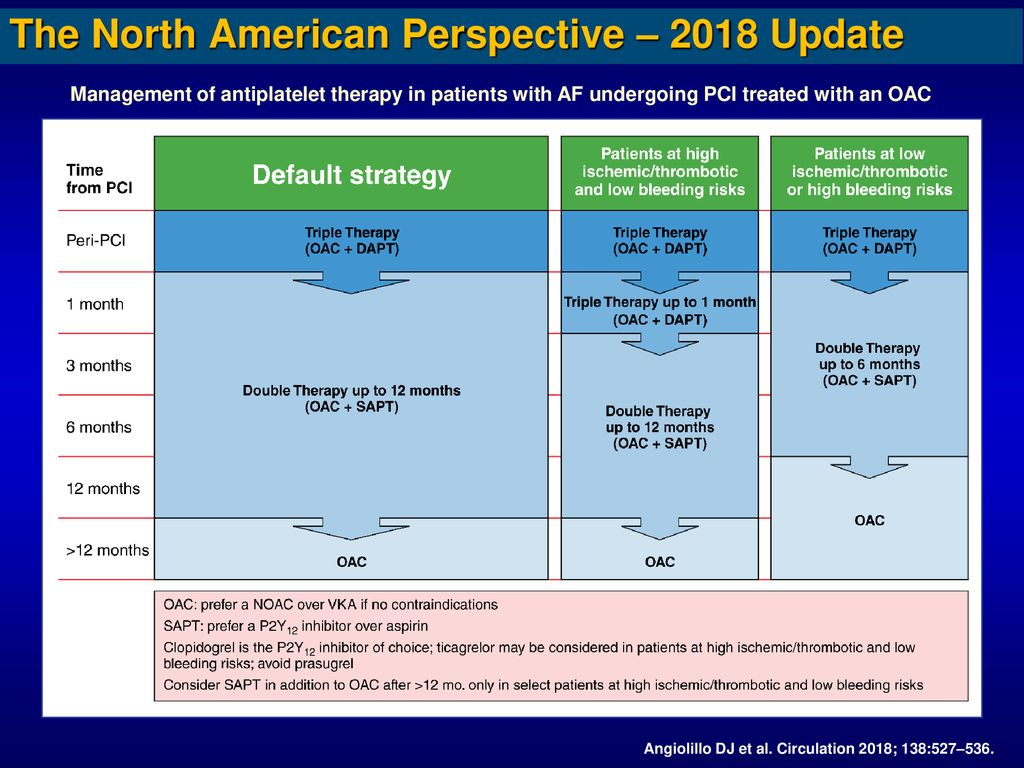 The North American Perspective – 2018 Update
Management of antiplatelet therapy in patients with AF undergoing PCI treated with an OAC
Time
from PCI
Default strategy
Patients at high
ischemic/thrombotic
and low bleeding risks
Patients at low
ischemic/thrombotic
or high bleeding risks
Peri-PCI
Triple Therapy
(OAC + DAPT)
Triple Therapy
(OAC + DAPT)
Triple Therapy
(OAC + DAPT)
1 month
Triple Therapy up to 1 month
(OAC + DAPT)
3 months
Double Therapy
up to 6 months
(OAC + SAPT)
Double Therapy up to 12 months
(OAC + SAPT)
Double Therapy
up to 12 months
(OAC + SAPT)
6 months
12 months
OAC
>12 months
OAC
OAC
OAC: prefer a NOAC over VKA if no contraindications
SAPT: prefer a P2Y12 inhibitor over aspirin
Clopidogrel is the P2Y12 inhibitor of choice; ticagrelor may be considered in patients at high ischemic/thrombotic and low
bleeding risks; avoid prasugrel
Consider SAPT in addition to OAC after >12 mo. only in select patients at high ischemic/thrombotic and low bleeding risks
Angiolillo DJ et al. Circulation 2018; 138:527–536.